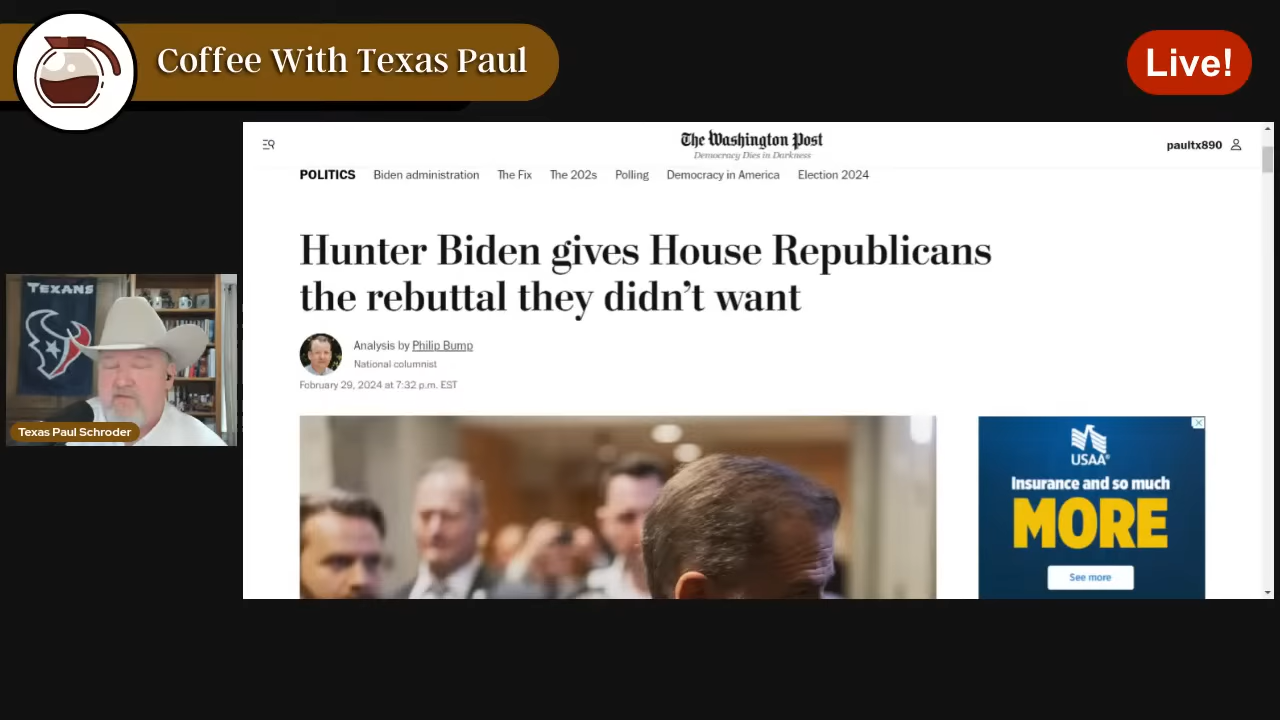 Coffee With Texas Paul
Live!
The Washington Post
Democracy Dies in Darkness
paultx890
POLITICS Biden administration The Fix The 202s Polling Democracy in America Election 2024
Hunter Biden gives House Republicans
the rebuttal they didn’t want
Analysis by Philip Bump
National columnist
February 29, 2024 at 7:32 p.m. EST
TEXANS
Texas Paul Schroder
USAA®
Insurance and so much
MORE
See more